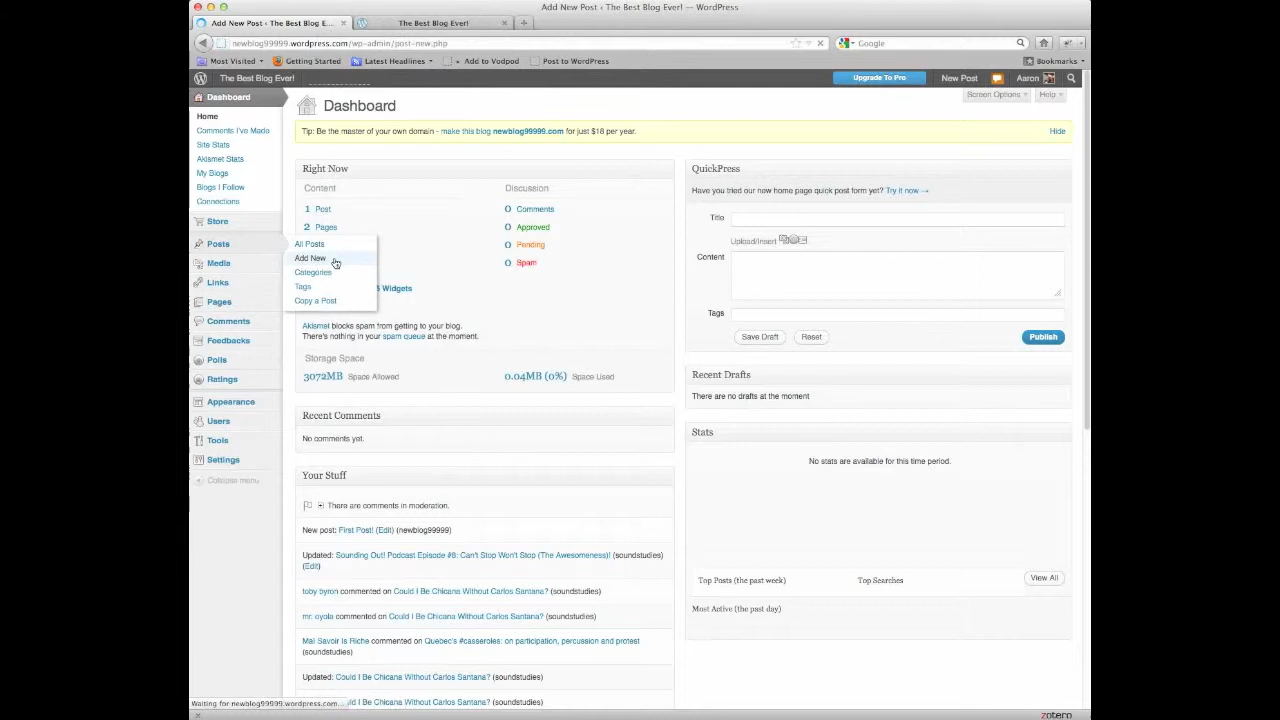 Add New Post ‹ The Best Blog Ever! — WordPress
Add New Post ‹ The Best Blog E... × The Best Blog Ever! × +
newblog99999.wordpress.com/wp-admin/post-new.php Google
Most Visited Getting Started Latest Headlines Add to Vodpod Post to WordPress Bookmarks
The Best Blog Ever! Upgrade To Pro New Post Aaron
Dashboard
Home
Comments I've Made
Site Stats
Akismet Stats
My Blogs
Blogs I Follow
Connections
Store
Posts
Media
Links
Pages
Comments
Feedbacks
Polls
Ratings
Appearance
Users
Tools
Settings
Collapse menu
All Posts
Add New
Categories
Tags
Copy a Post
Screen Options Help
Dashboard
Tip: Be the master of your own domain - make this blog newblog99999.com for just $18 per year. Hide
Right Now
Content Discussion
1 Post 0 Comments
2 Pages 0 Approved
0 Pending
0 Spam
Widgets
Akismet blocks spam from getting to your blog.
There's nothing in your spam queue at the moment.
Storage Space
3072MB Space Allowed 0.04MB (0%) Space Used
Recent Comments
No comments yet.
Your Stuff
There are comments in moderation.
New post: First Post! (Edit) (newblog99999)
Updated: Sounding Out! Podcast Episode #8: Can't Stop Won't Stop (The Awesomeness)! (soundstudies)
(Edit)
toby byron commented on Could I Be Chicana Without Carlos Santana? (soundstudies)
mr. oyola commented on Could I Be Chicana Without Carlos Santana? (soundstudies)
Mal Savoir Is Riche commented on Quebec's #casseroles: on participation, percussion and protest
(soundstudies)
Updated: Could I Be Chicana Without Carlos Santana? (soundstudies)
I Be Chicana Without Carlos Santana? (soundstudies)
QuickPress
Have you tried our new home page quick post form yet? Try it now →
Title
Upload/Insert
Content
Tags
Save Draft Reset Publish
Recent Drafts
There are no drafts at the moment
Stats
No stats are available for this time period.
Top Posts (the past week) Top Searches View All
Most Active (the past day)
Waiting for newblog99999.wordpress.com...
× zotero